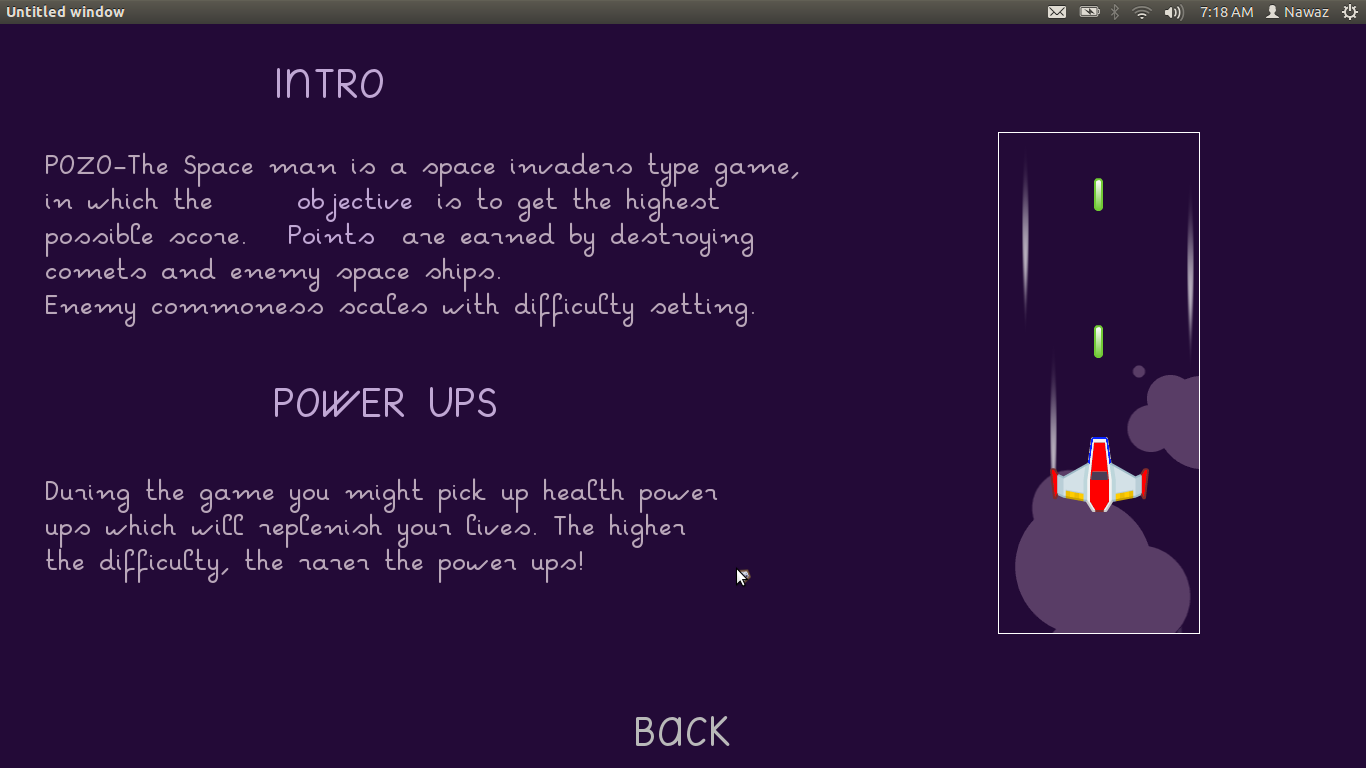 Untitled window
7:18 AM Nawaz
INTRO
POZO-The Space man is a space invaders type game,
in which the objective is to get the highest
possible score. Points are earned by destroying
comets and enemy space ships.
Enemy commoness scales with difficulty setting.
POWER UPS
During the game you might pick up health power
ups which will replenish your lives. The higher
the difficulty, the rarer the power ups!
BACK